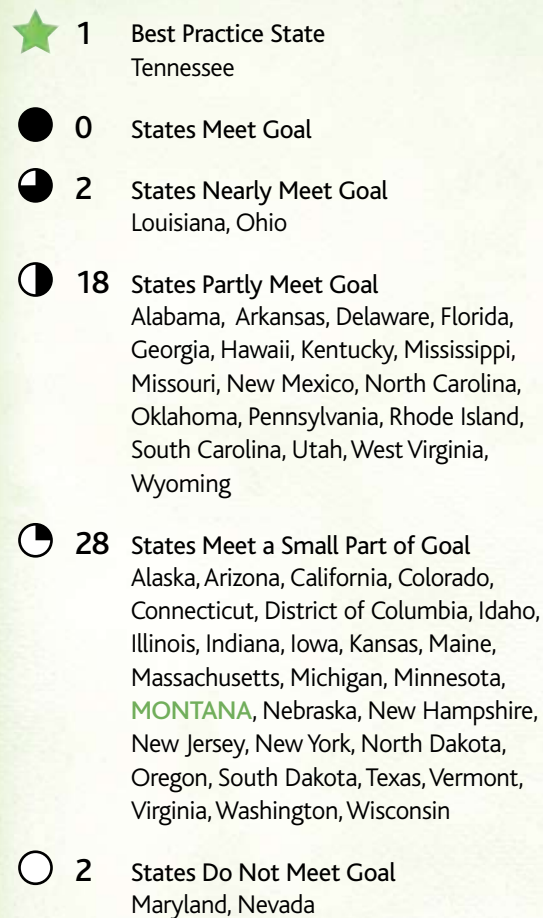 1 Best Practice State
Tennessee
0 States Meet Goal
2 States Nearly Meet Goal
Louisiana, Ohio
18 States Partly Meet Goal
Alabama, Arkansas, Delaware, Florida,
Georgia, Hawaii, Kentucky, Mississippi,
Missouri, New Mexico, North Carolina,
Oklahoma, Pennsylvania, Rhode Island,
South Carolina, Utah, West Virginia,
Wyoming
28 States Meet a Small Part of Goal
Alaska, Arizona, California, Colorado,
Connecticut, District of Columbia, Idaho,
Illinois, Indiana, Iowa, Kansas, Maine,
Massachusetts, Michigan, Minnesota,
MONTANA, Nebraska, New Hampshire,
New Jersey, New York, North Dakota,
Oregon, South Dakota, Texas, Vermont,
Virginia, Washington, Wisconsin
2 States Do Not Meet Goal
Maryland, Nevada